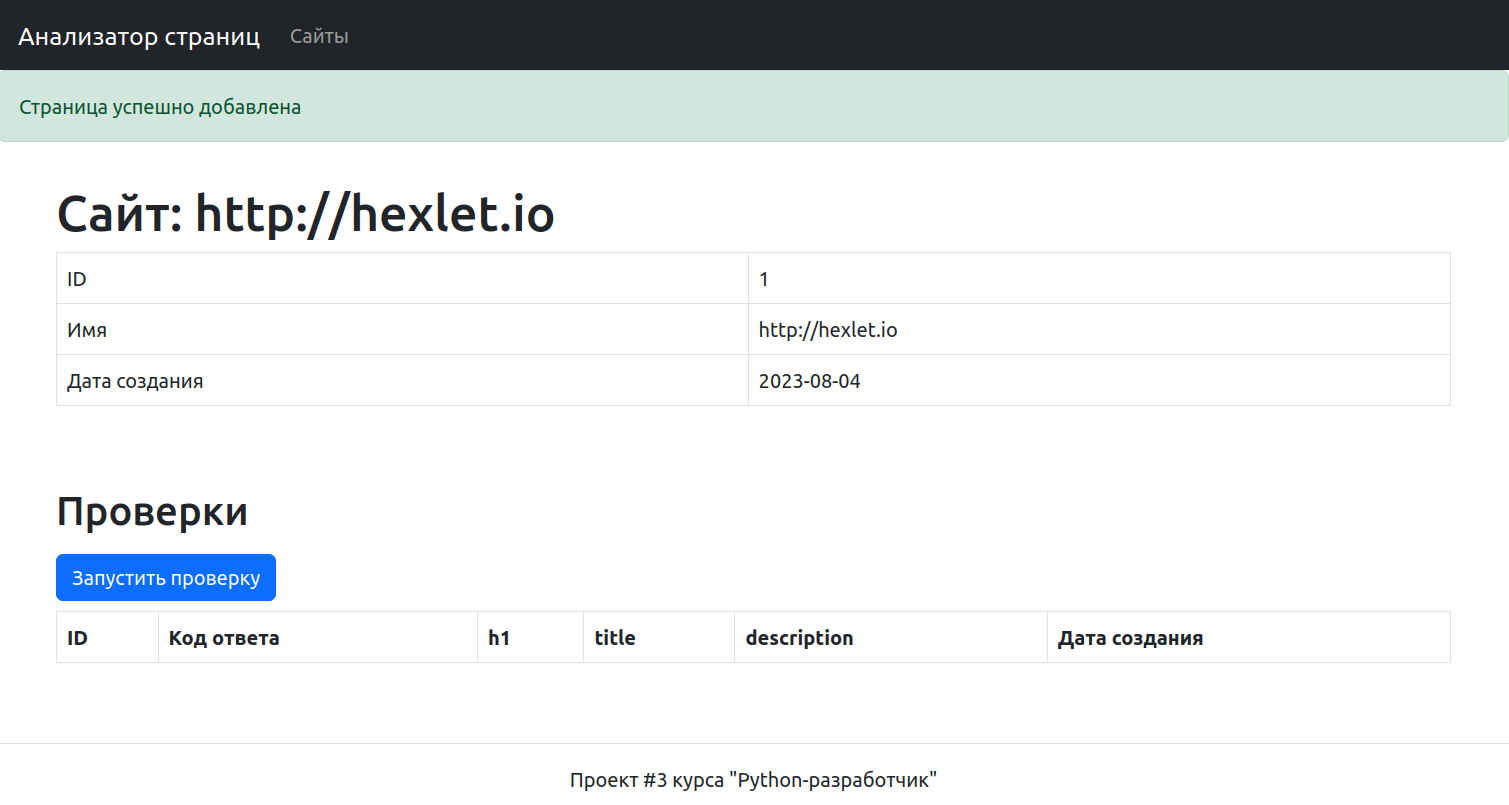 Анализатор страниц Сайты
Страница успешно добавлена
Сайт: http://hexlet.io
ID 1
Имя http://hexlet.io
Дата создания 2023-08-04
Проверки
Запустить проверку
ID Код ответа h1 title description Дата создания
Проект #3 курса "Python-разработчик"